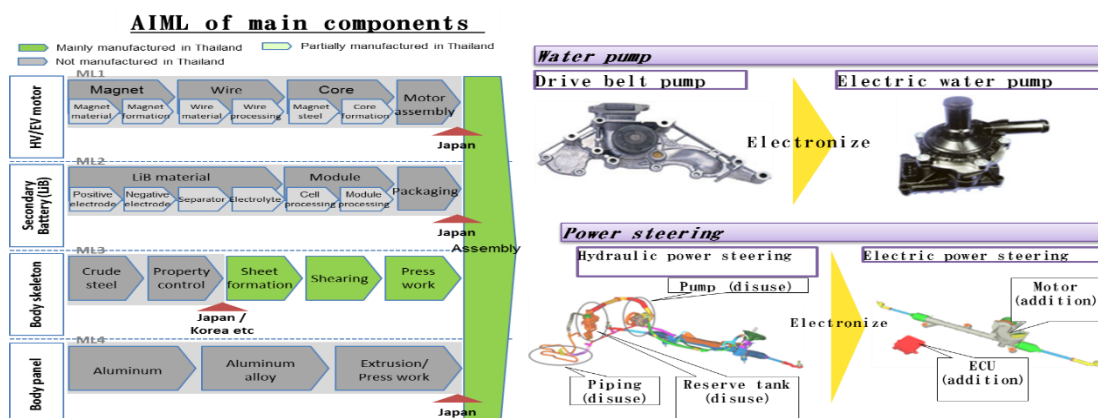 AIML of main components
Mainly manufactured in Thailand
Partially manufactured in Thailand
Not manufactured in Thailand
HV/EV motor
ML1
Magnet
Wire
Core
Motor
assembly
Magnet
material
Magnet
formation
Wire
material
Wire
processing
Magnet
steel
Core
formation
Japan
Secondary
Battery (LiB)
ML2
LiB material
Module
Packaging
Positive
electrode
Negative
electrode
Separator
Electrolyte
Cell
processing
Module
processing
Japan
Assembly
Body skeleton
ML3
Crude
steel
Property
control
Sheet
formation
Shearing
Press
work
Japan /
Korea etc
Body panel
ML4
Aluminum
Aluminum
alloy
Extrusion/
Press work
Japan
Water pump
Drive belt pump
Electric water pump
Electronize
Power steering
Hydraulic power steering
Electric power steering
Pump (disuse)
Motor
(addition)
Electronize
Piping
(disuse)
Reserve tank
(disuse)
ECU
(addition)